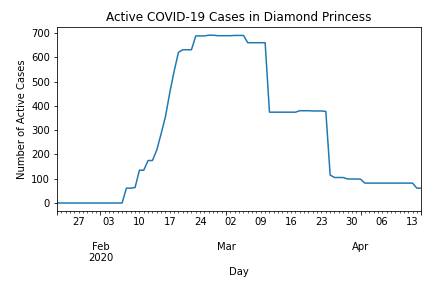 Active COVID-19 Cases in Diamond Princess
700
600
500
400
300
200
100
0
Number of Active Cases
27 03 10 17 24 02 09 16 23 30 06 13
Feb Mar Apr
2020
Day